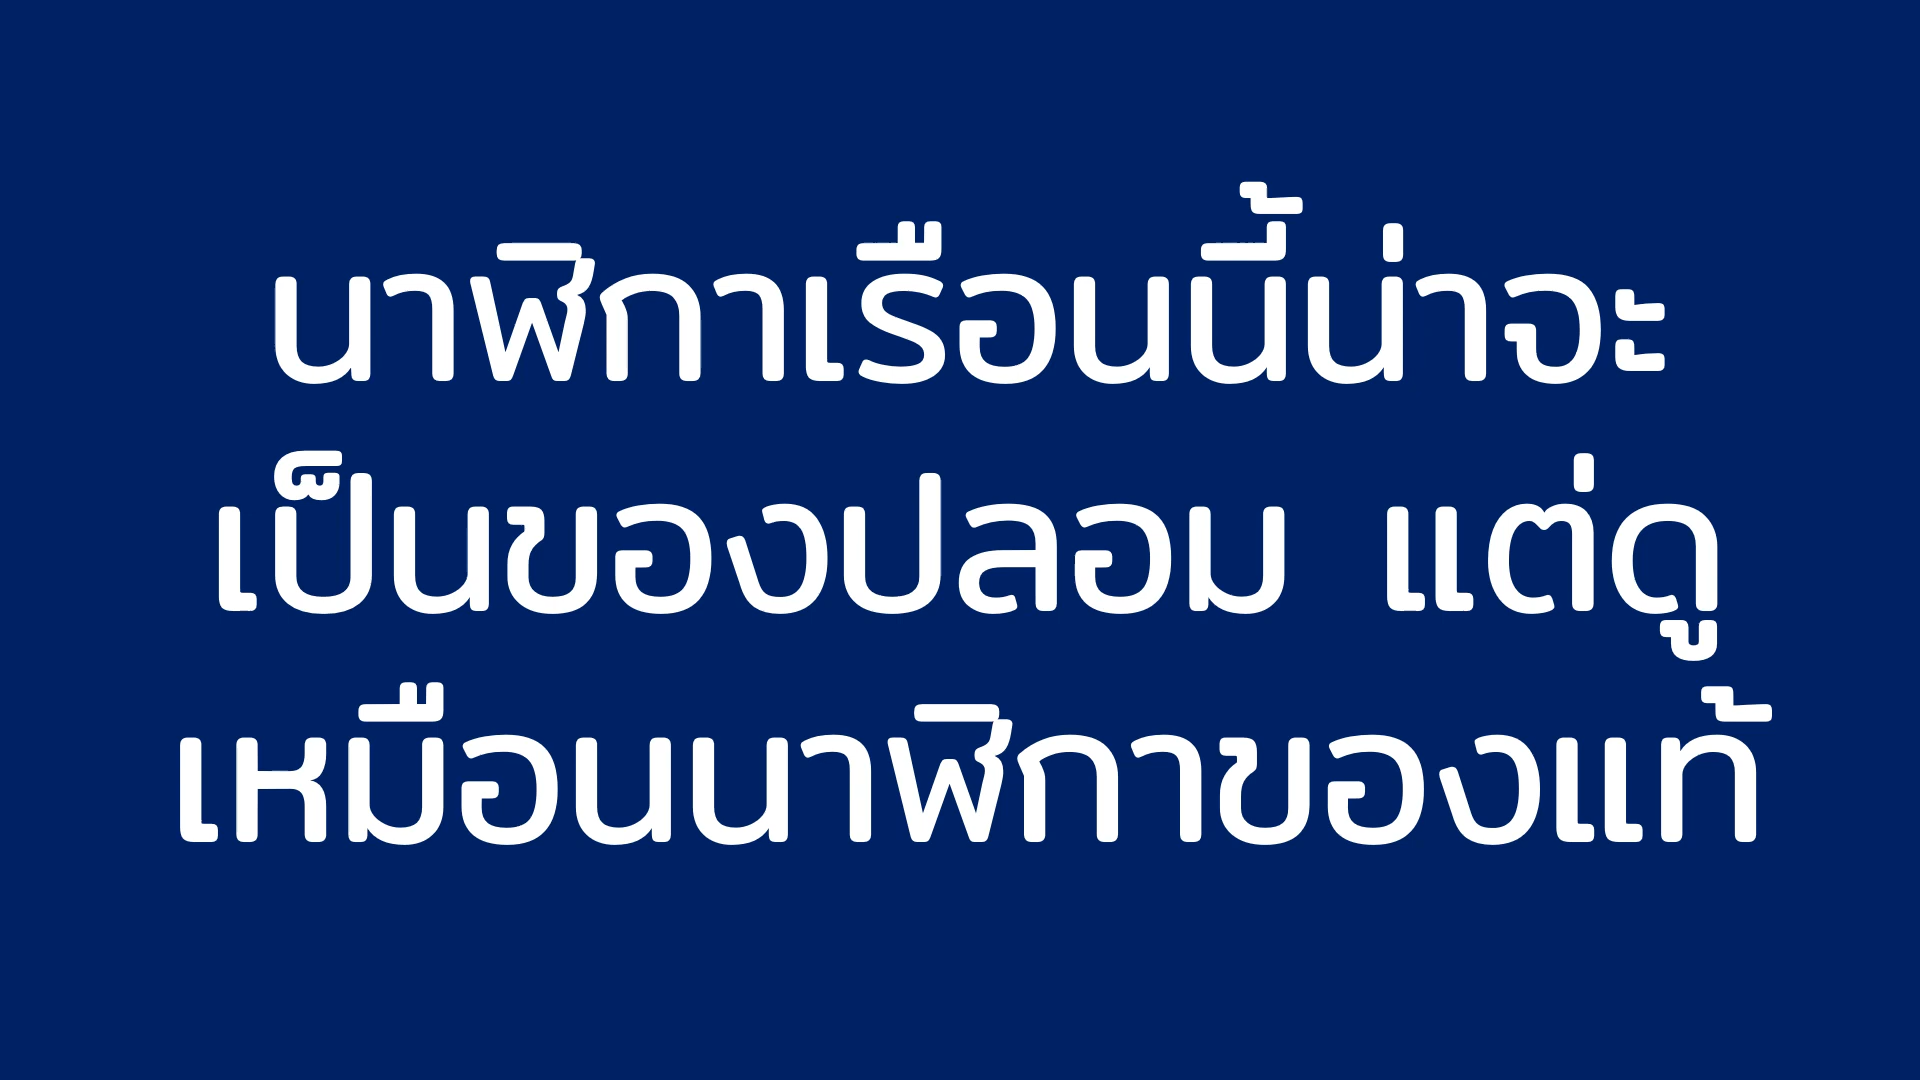 นาฬิกาเรือนนี้น่าจะ
เป็นของปลอม แต่ดู
เหมือนนาฬิกาของแท้